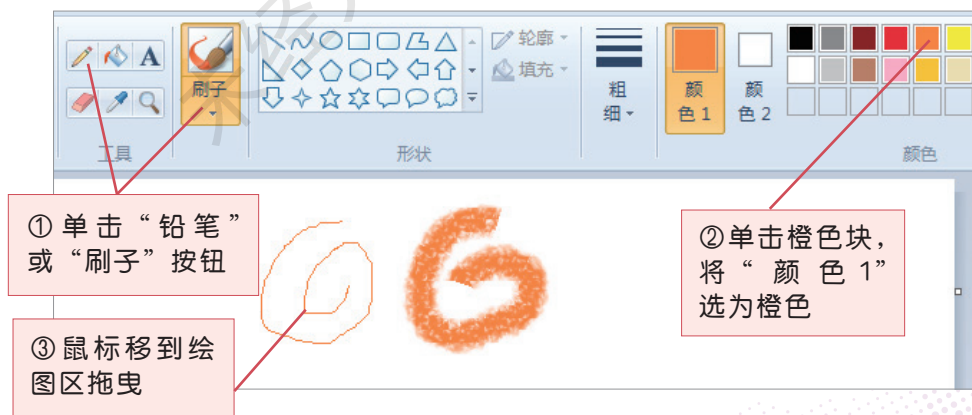 轮廓
填充
A
刷子
粗
细
颜
色 1
颜
色 2
工具
形状
颜色
①单击“铅笔”
或“刷子”按钮
②单击橙色块，
将“颜色1”
选为橙色
③鼠标移到绘
图区拖曳
6
6